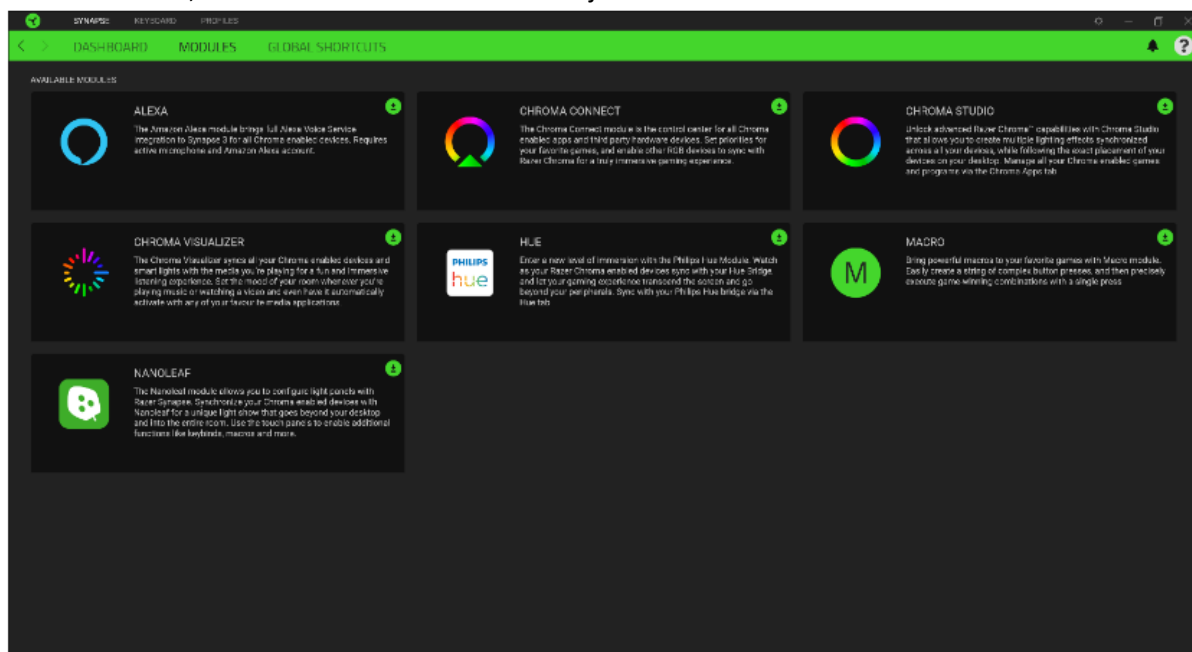 SYNAPSE KEYBOARD PROFILES
DASHBOARD MODULES GLOBAL SHORTCUTS
?
AVAILABLE MODULES
ALEXA
The Amazon Alexa module brings full Alexa Voice Service
integration to Synapse 3 for all Chroma enabled devices. Requires
active microphone and Amazon Alexa account.
CHROMA CONNECT
The Chroma Connect module is the control center for all Chroma
enabled apps and third party hardware devices. Set priorities for
your favorite games, and enable other RGB devices to sync with
Razer Chroma for a truly immersive gaming experience.
CHROMA STUDIO
Unlock advanced Razer Chroma™ capabilities with Chroma Studio
that allows you to create multiple lighting effects synchronized
across all your devices, while following the exact placement of your
devices on your desktop. Manage all your Chroma enabled games
and programs via the Chroma Apps tab
CHROMA VISUALIZER
The Chroma Visualizer syncs all your Chroma enabled devices and
smart lights with the media you're playing for a fun and immersive
listening experience. Set the mood of your room whenever you're
playing music or watching a video and even have it automatically
activate with any of your favourite media applications
PHILIPS
hue
HUE
Enter a new level of immersion with the Philips Hue Module. Watch
as your Razer Chroma enabled devices sync with your Hue Bridge,
and let your gaming experience transcend the screen and go
beyond your peripherals. Sync with your Philips Hue bridge via the
Hue tab
M
MACRO
Bring powerful macros to your favorite games with Macro module.
Easily create a string of complex button presses, and then precisely
execute game-winning combinations with a single press
NANOLEAF
The Nanoleaf module allows you to configure light panels with
Razer Synapse. Synchronize your Chroma enabled devices with
Nanoleaf for a unique light show that goes beyond your desktop
and into the entire room. Use the touch panels to enable additional
functions like keybinds, macros and more.